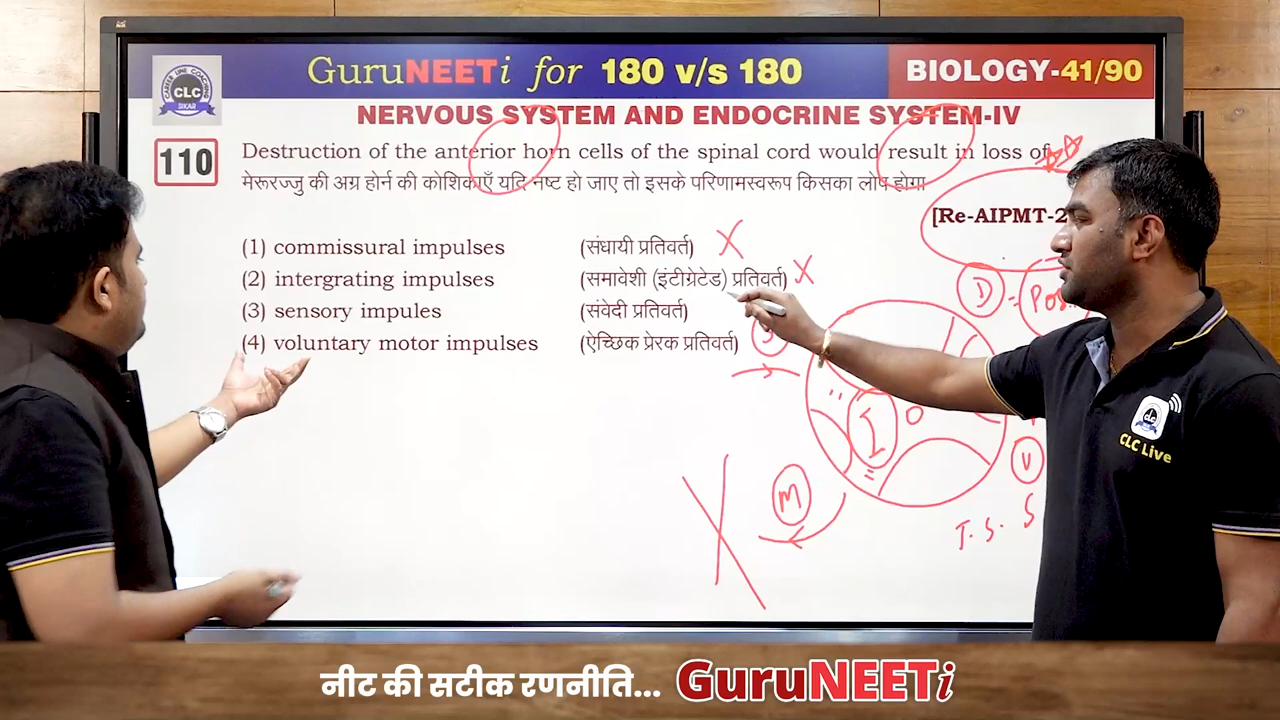 GuruNEETi for 180 v/s 180
BIOLOGY-41/90
CLC
SIKAR
NERVOUS SYSTEM AND ENDOCRINE SYSTEM-IV
110
Destruction of the anterior horn cells of the spinal cord would result in loss of
मेरूरज्जु की अग्र होर्न की कोशिकाएँ यदि नष्ट हो जाए तो इसके परिणामस्वरूप किसका लोप होगा
[Re-AIPMT-2
(1) commissural impulses (संधायी प्रतिवर्त) X
(2) intergrating impulses (समावेशी (इंटीग्रेटेड) प्रतिवर्त) X
(3) sensory impules (संवेदी प्रतिवर्त)
(4) voluntary motor impulses (ऐच्छिक प्रेरक प्रतिवर्त)
D = Pos
I
M
V
T. S. S
CLC Live
नीट की सटीक रणनीति... GuruNEETi